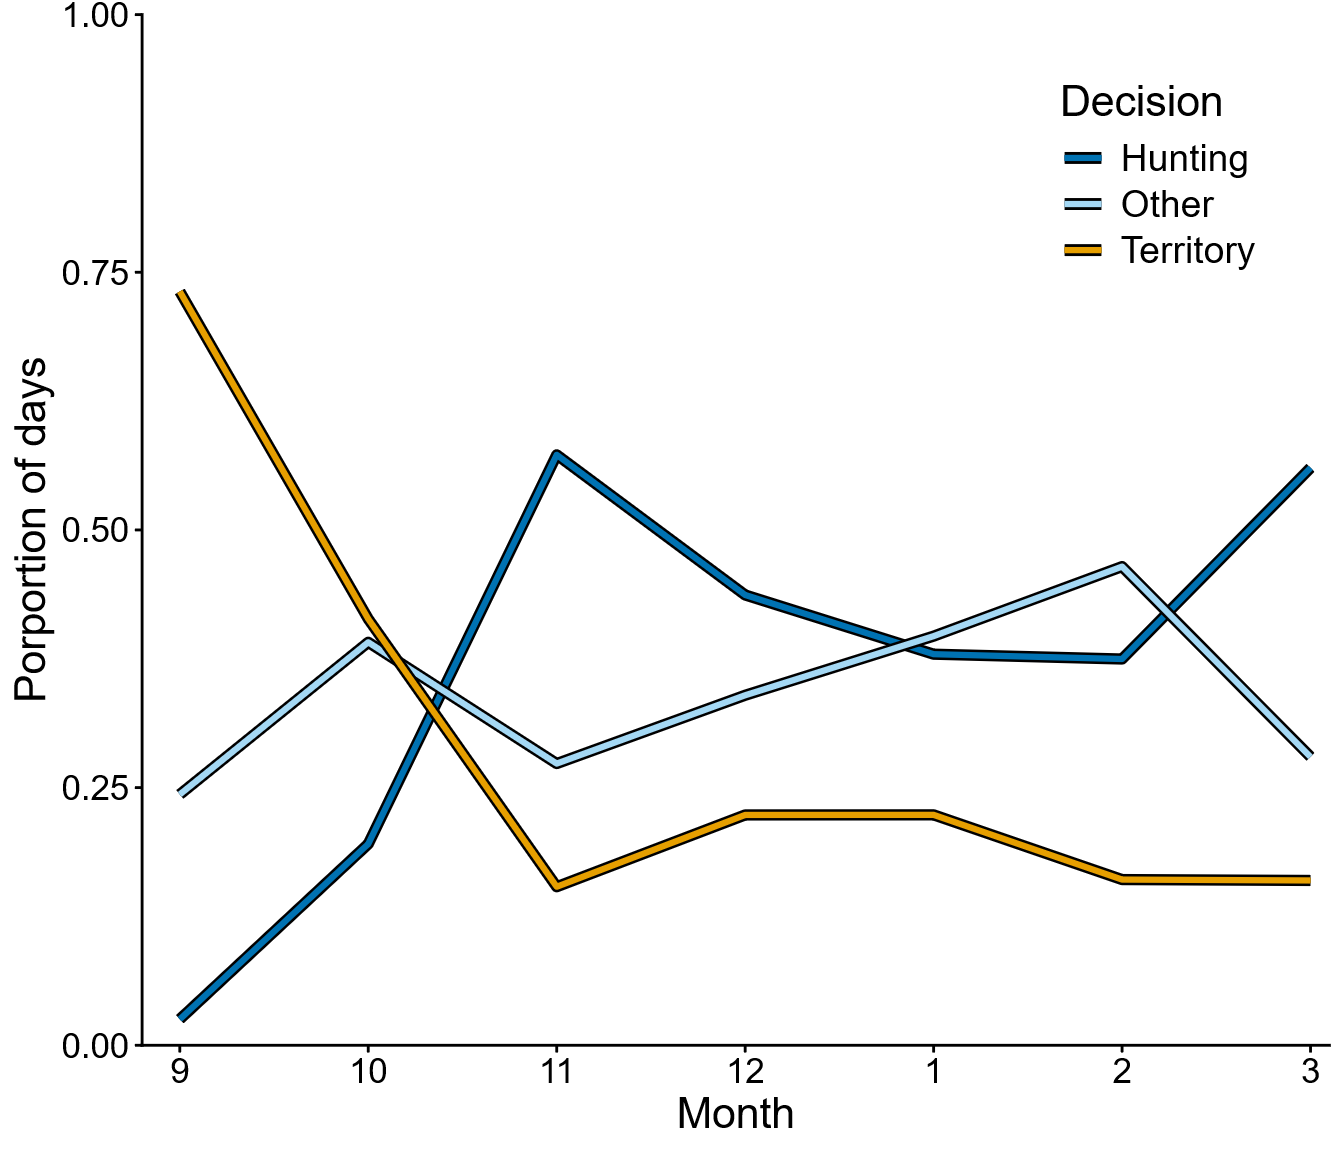 1.00
0.75
0.50
0.25
0.00
Porportion of days
9 10 11 12 1 2 3
Month
Decision
Hunting
Other
Territory